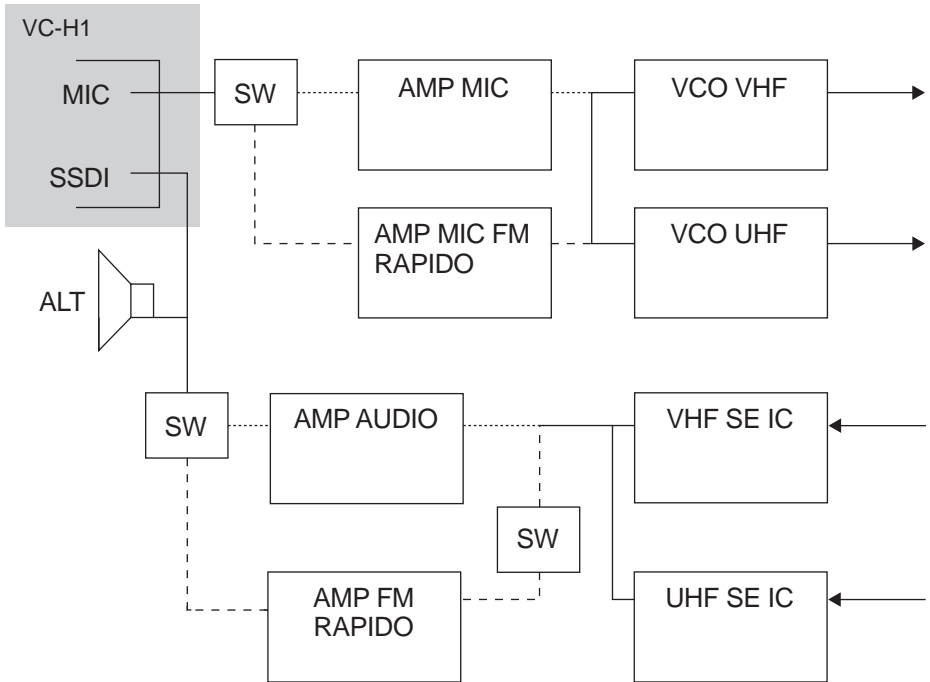 VC-H1
MIC
SW
AMP MIC
VCO VHF
SSDI
AMP MIC FM
RAPIDO
VCO UHF
ALT
SW
AMP AUDIO
VHF SE IC
SW
AMP FM
RAPIDO
UHF SE IC